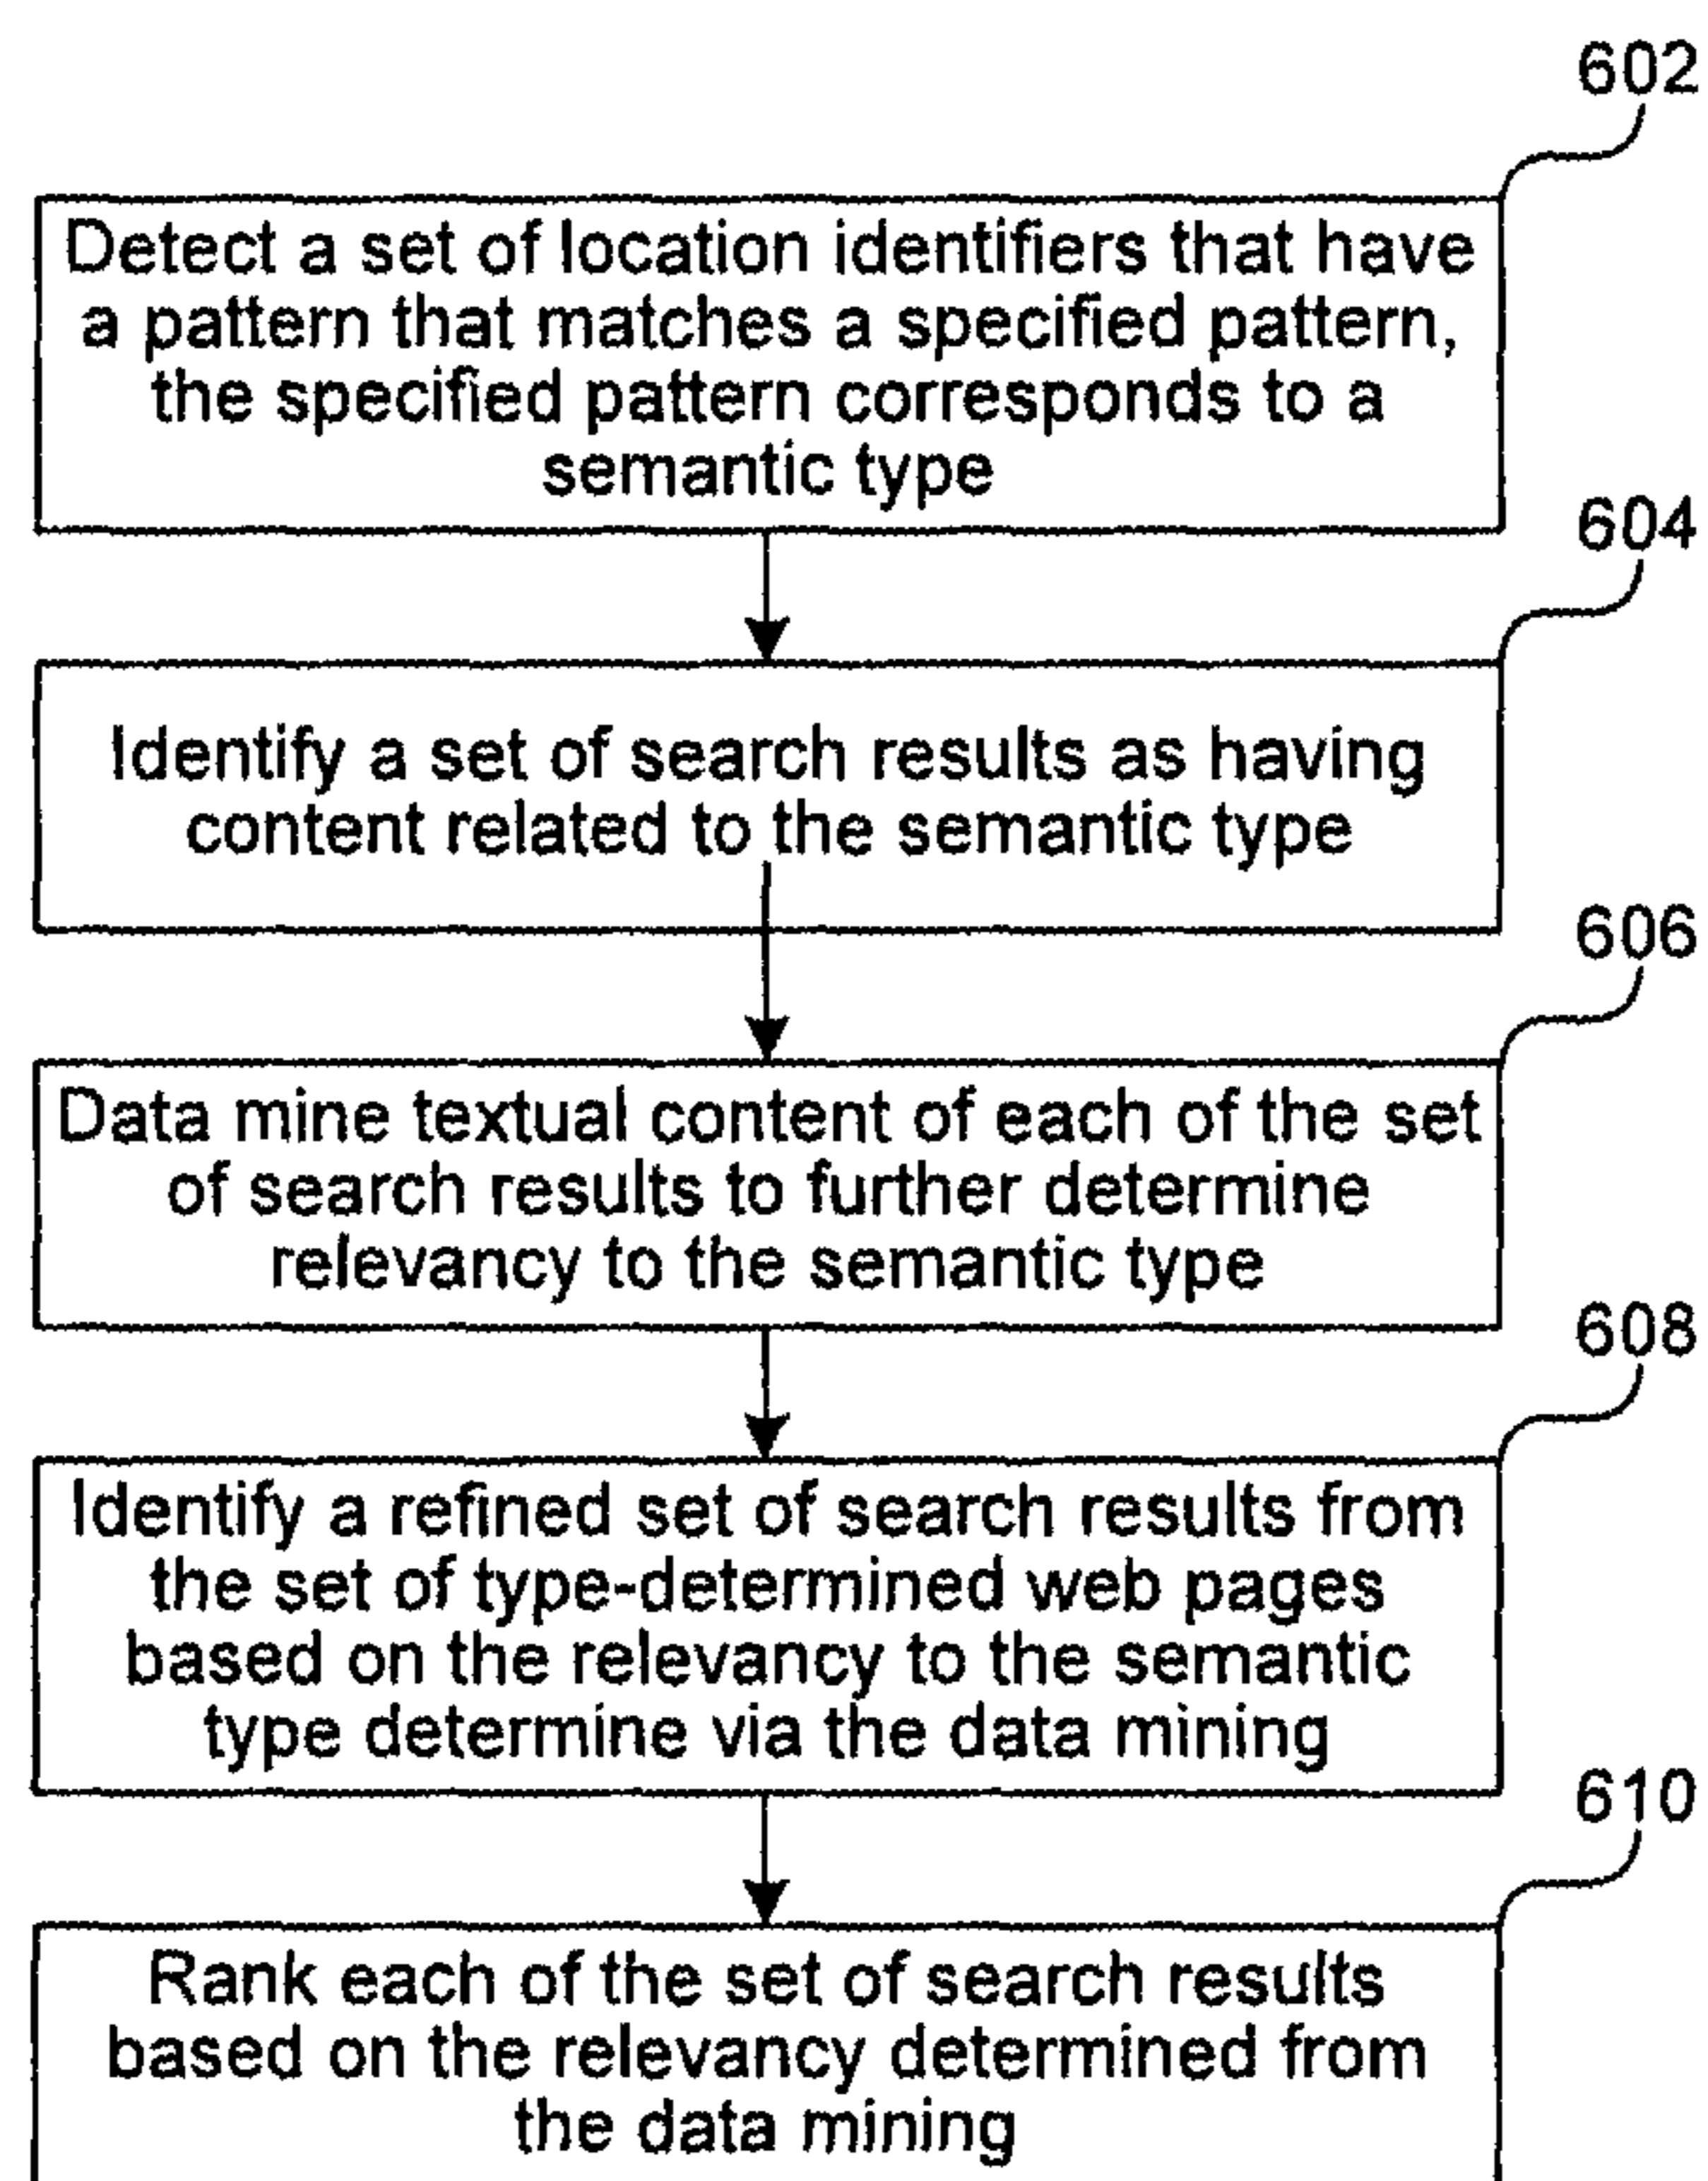 602
Detect a set of location identifiers that have
a pattern that matches a specified pattern,
the specified pattern corresponds to a
semantic type
604
Identify a set of search results as having
content related to the semantic type
606
Data mine textual content of each of the set
of search results to further determine
relevancy to the semantic type
608
Identify a refined set of search results from
the set of type-determined web pages
based on the relevancy to the semantic
type determine via the data mining
610
Rank each of the set of search results
based on the relevancy determined from
the data mining